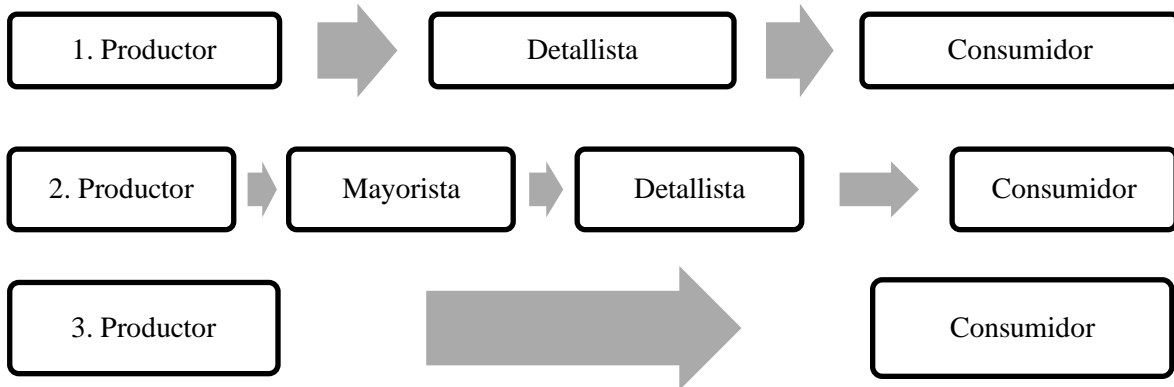 1. Productor Detallista Consumidor
2. Productor Mayorista Detallista Consumidor
3. Productor Consumidor